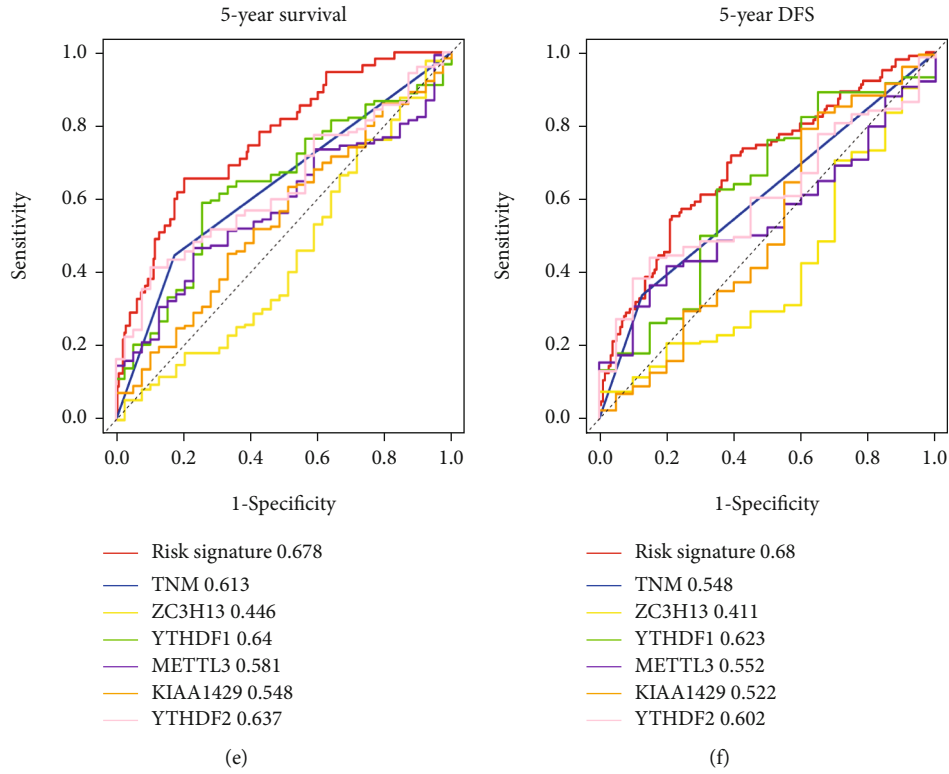 5-year survival
1.0
0.8
0.6
0.4
0.2
0.0
Sensitivity
0.0 0.2 0.4 0.6 0.8 1.0
1-Specificity
Risk signature 0.678
TNM 0.613
ZC3H13 0.446
YTHDF1 0.64
METTL3 0.581
KIAA1429 0.548
YTHDF2 0.637
(e)
5-year DFS
1.0
0.8
0.6
0.4
0.2
0.0
Sensitivity
0.0 0.2 0.4 0.6 0.8 1.0
1-Specificity
Risk signature 0.68
TNM 0.548
ZC3H13 0.411
YTHDF1 0.623
METTL3 0.552
KIAA1429 0.522
YTHDF2 0.602
(f)